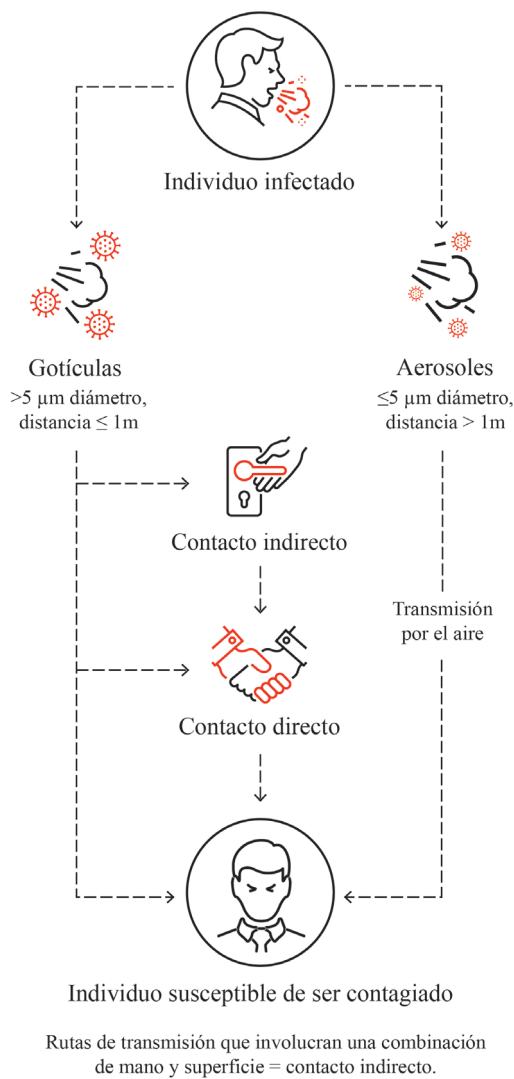 Individuo infectado
Gotículas
>5 µm diámetro,
distancia ≤ 1m
Aerosoles
≤5 µm diámetro,
distancia > 1m
Contacto indirecto
Transmisión
por el aire
Contacto directo
Individuo susceptible de ser contagiado
Rutas de transmisión que involucran una combinación
de mano y superficie = contacto indirecto.